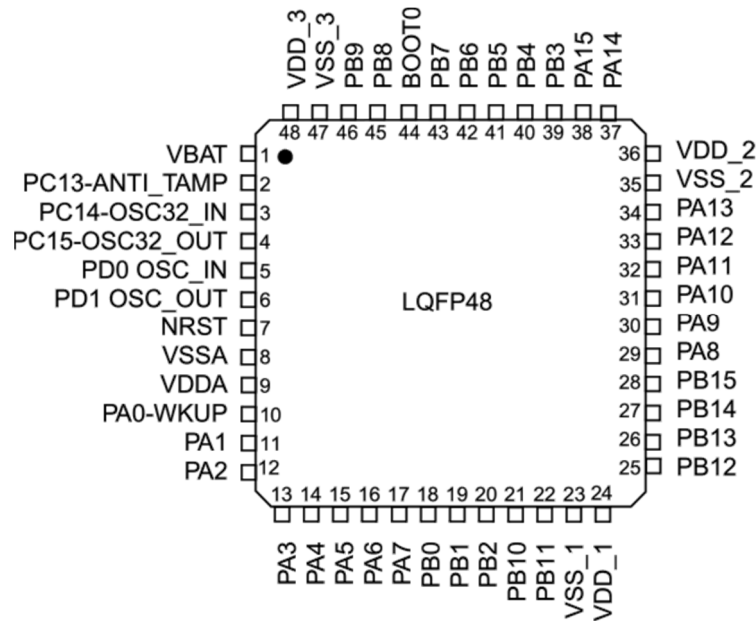 VDD_3
VSS_3
PB9
PB8
BOOT0
PB7
PB6
PB5
PB4
PB3
PA15
PA14
48 47 46 45 44 43 42 41 40 39 38 37
VBAT 1
PC13-ANTI_TAMP 2
PC14-OSC32_IN 3
PC15-OSC32_OUT 4
PD0 OSC_IN 5
PD1 OSC_OUT 6
NRST 7
VSSA 8
VDDA 9
PA0-WKUP 10
PA1 11
PA2 12
LQFP48
36 VDD_2
35 VSS_2
34 PA13
33 PA12
32 PA11
31 PA10
30 PA9
29 PA8
28 PB15
27 PB14
26 PB13
25 PB12
13 14 15 16 17 18 19 20 21 22 23 24
PA3
PA4
PA5
PA6
PA7
PB0
PB1
PB2
PB10
PB11
VSS_1
VDD_1